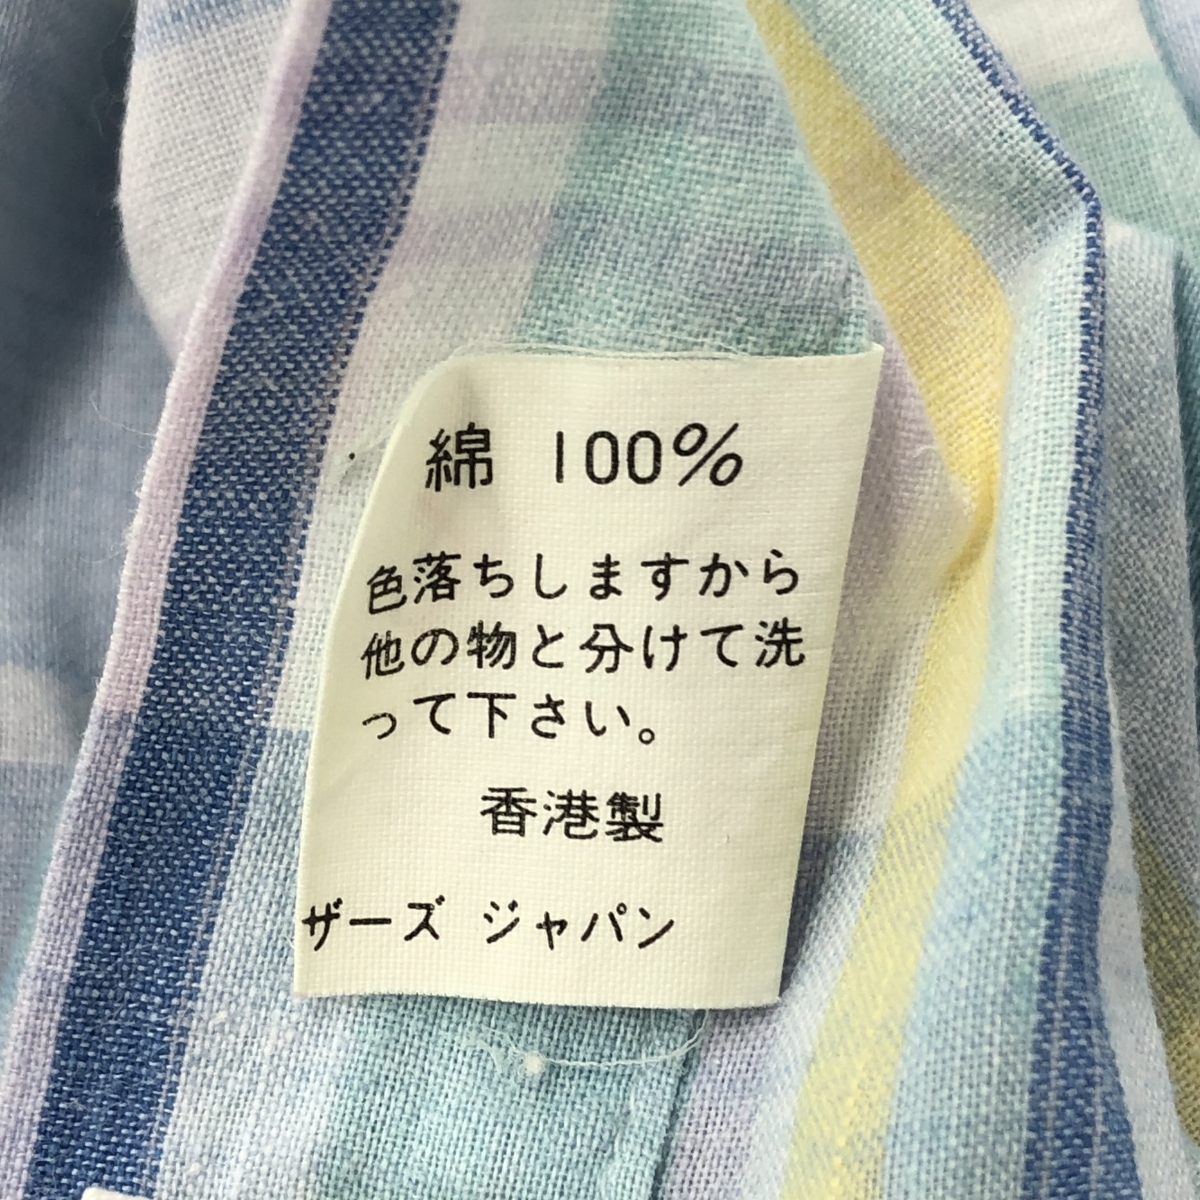 綿 100%
色落ちしますから
他の物と分けて洗
って下さい。
香港製
ザーズ ジャパン